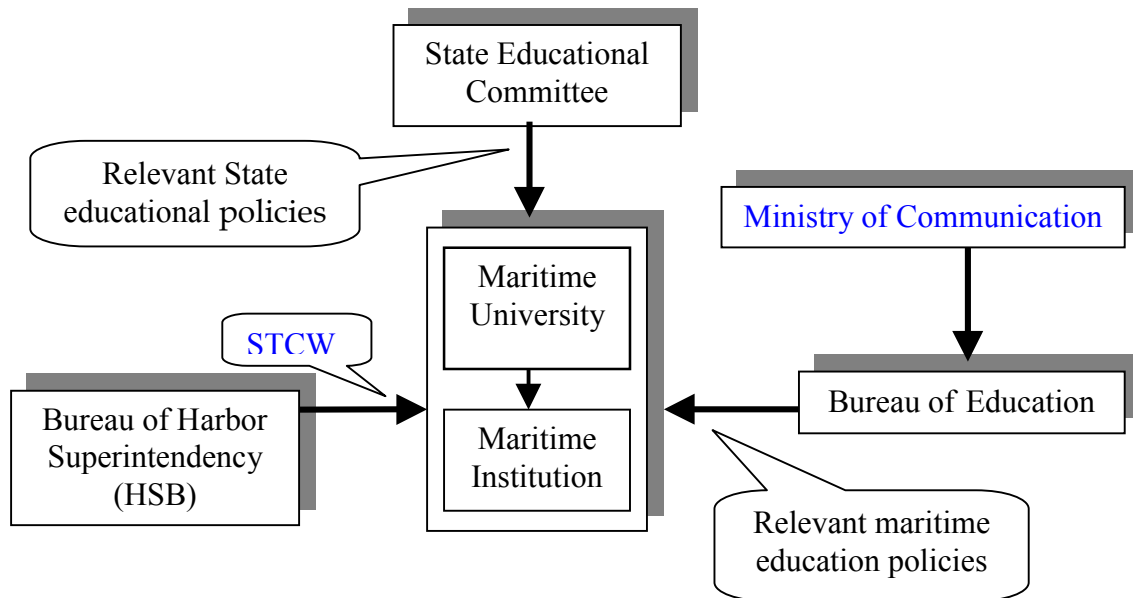 State Educational
Committee
Relevant State
educational policies
Ministry of Communication
Maritime
University
STCW
Bureau of Harbor
Superintendency
(HSB)
Maritime
Institution
Bureau of Education
Relevant maritime
education policies